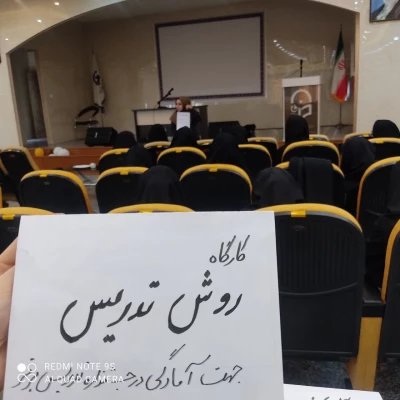 کارگاه
روش تدریس
جهت آمادگی در
REDMI NOTE 9S
AI QUAD CAMERA